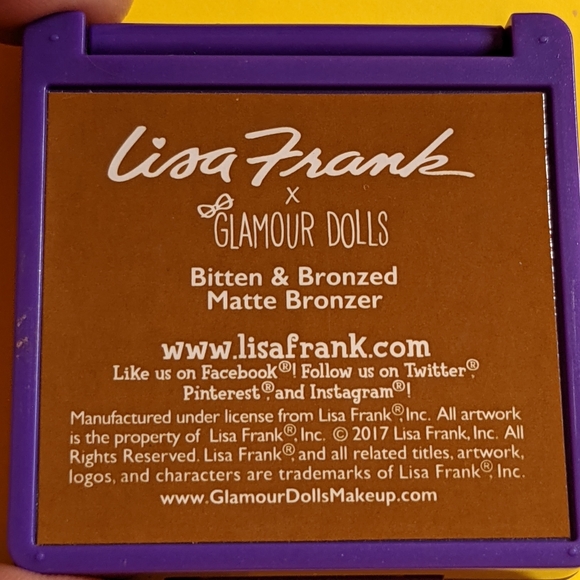 Lisa Frank
x
GLAMOUR DOLLS
Bitten & Bronzed
Matte Bronzer
www.lisafrank.com
Like us on Facebook®! Follow us on Twitter®,
Pinterest®, and Instagram®!
Manufactured under license from Lisa Frank®, Inc. All artwork
is the property of Lisa Frank®, Inc. © 2017 Lisa Frank, Inc. All
Rights Reserved. Lisa Frank®, and all related titles, artwork,
logos, and characters are trademarks of Lisa Frank®, Inc.
www.GlamourDollsMakeup.com